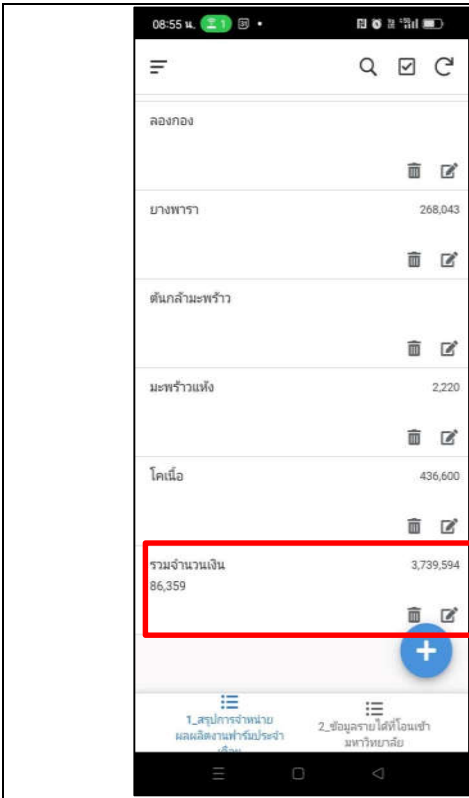 08:55 น. 1 31
ลองกอง
ยางพารา 268,043
ต้นกล้ามะพร้าว
มะพร้าวแห้ง 2,220
โคเนื้อ 436,600
รวมจำนวนเงิน 3,739,594
86,359
1_สรุปการจำหน่าย
ผลผลิตงานฟาร์มประจำ
เดือน
2_ข้อมูลรายได้ที่โอนเข้า
มหาวิทยาลัย